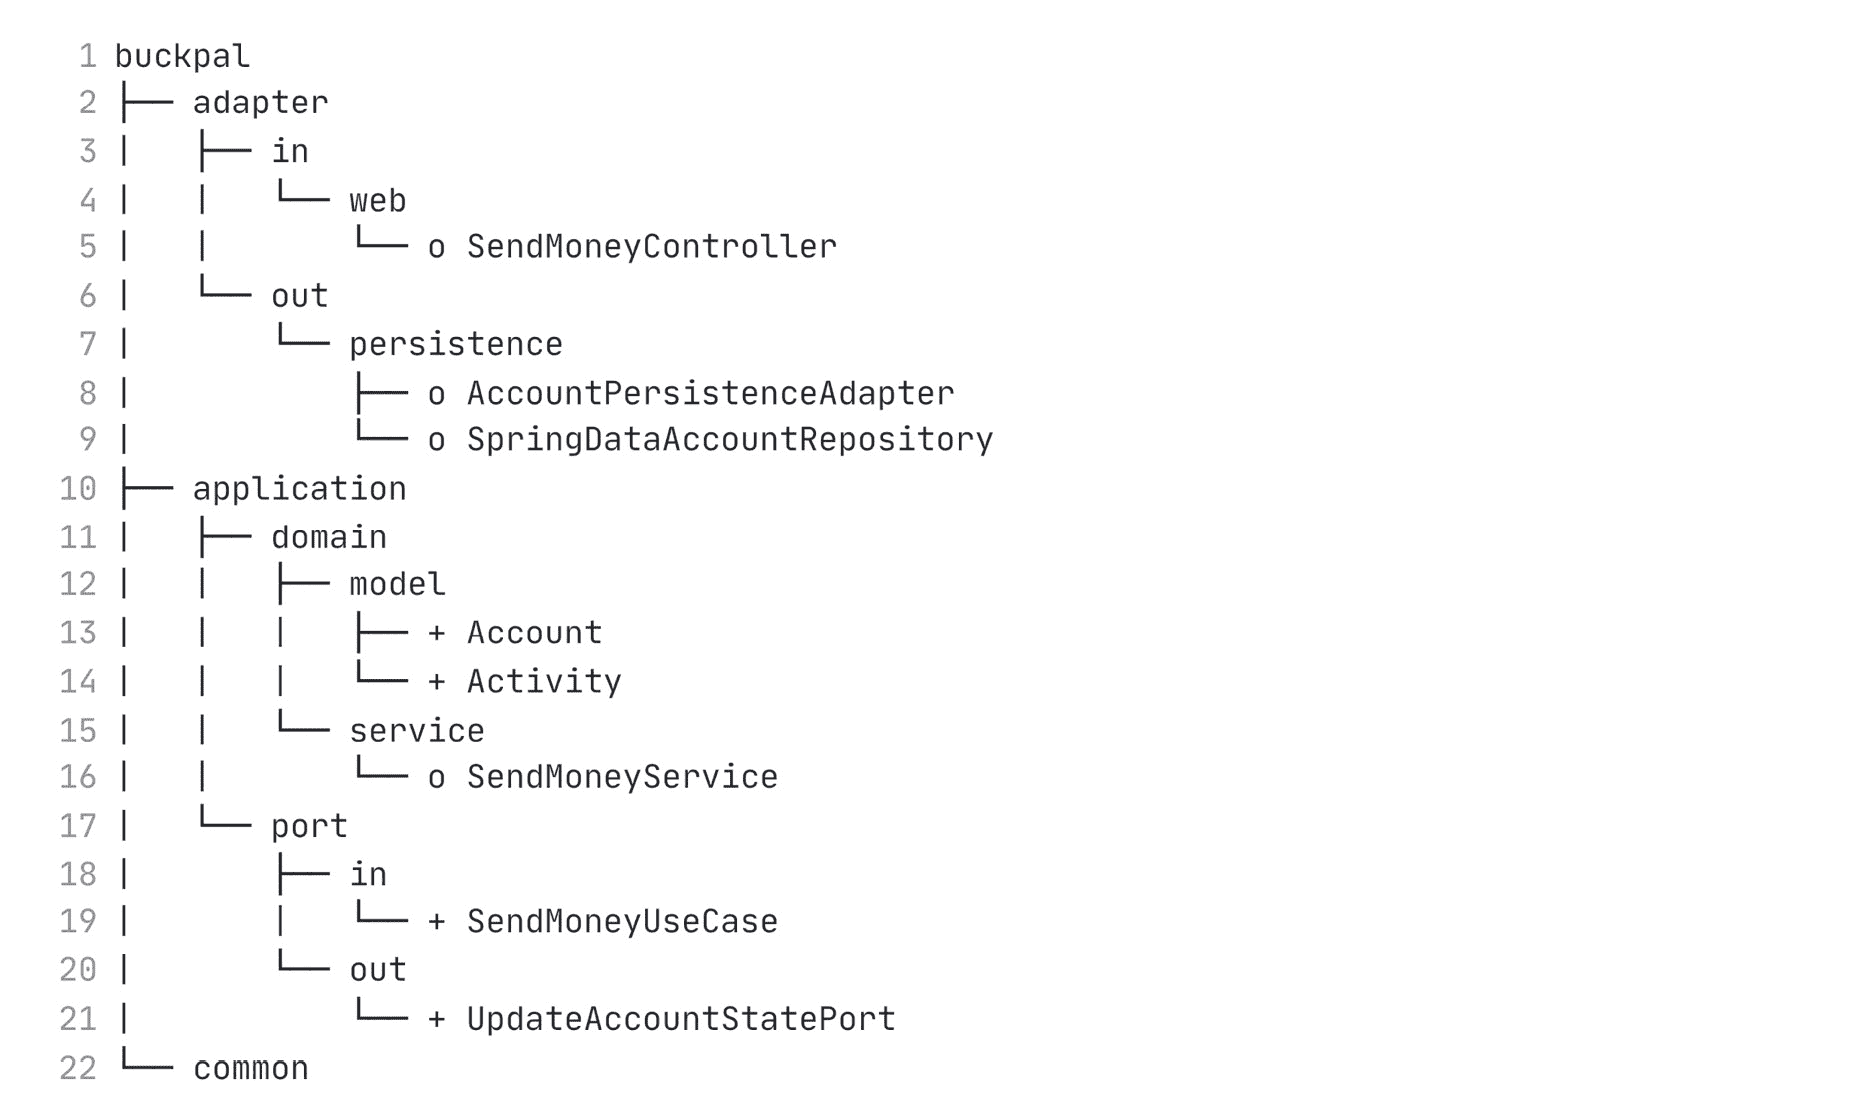 1 buckpal
2 ├── adapter
3 |   ├── in
4 |   |   └── web
5 |   |       └── o SendMoneyController
6 |   └── out
7 |       └── persistence
8 |           ├── o AccountPersistenceAdapter
9 |           └── o SpringDataAccountRepository
10 ├── application
11 |   ├── domain
12 |   |   ├── model
13 |   |   |   ├── + Account
14 |   |   |   └── + Activity
15 |   |   └── service
16 |   |       └── o SendMoneyService
17 |   └── port
18 |       ├── in
19 |       |   └── + SendMoneyUseCase
20 |       └── out
21 |           └── + UpdateAccountStatePort
22 └── common